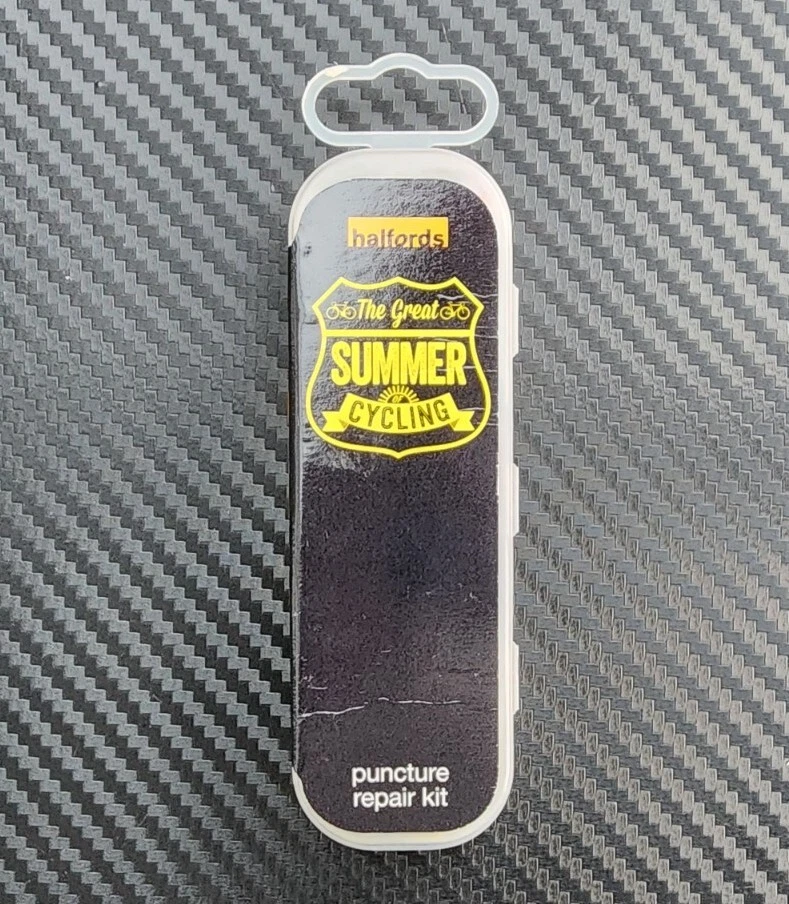 halfords
The Great
SUMMER
of
CYCLING
puncture
repair kit